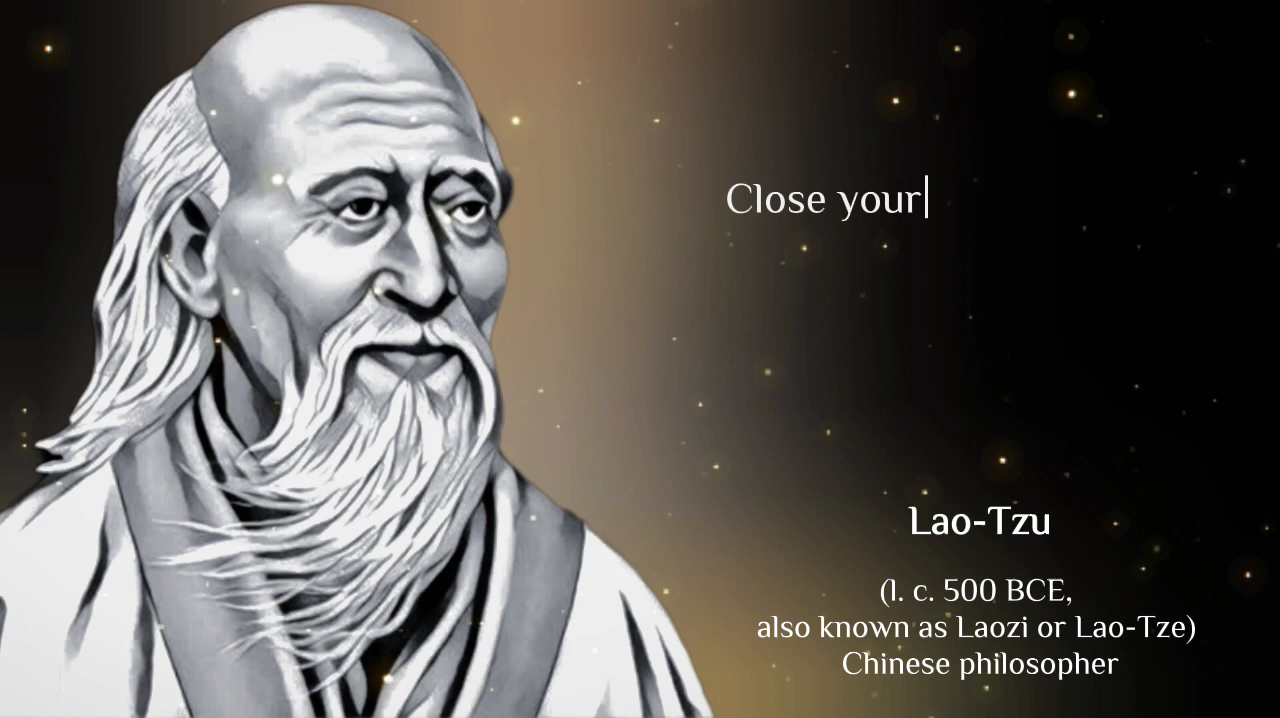 Close your
Lao-Tzu
(l. c. 500 BCE,
also known as Laozi or Lao-Tze)
Chinese philosopher